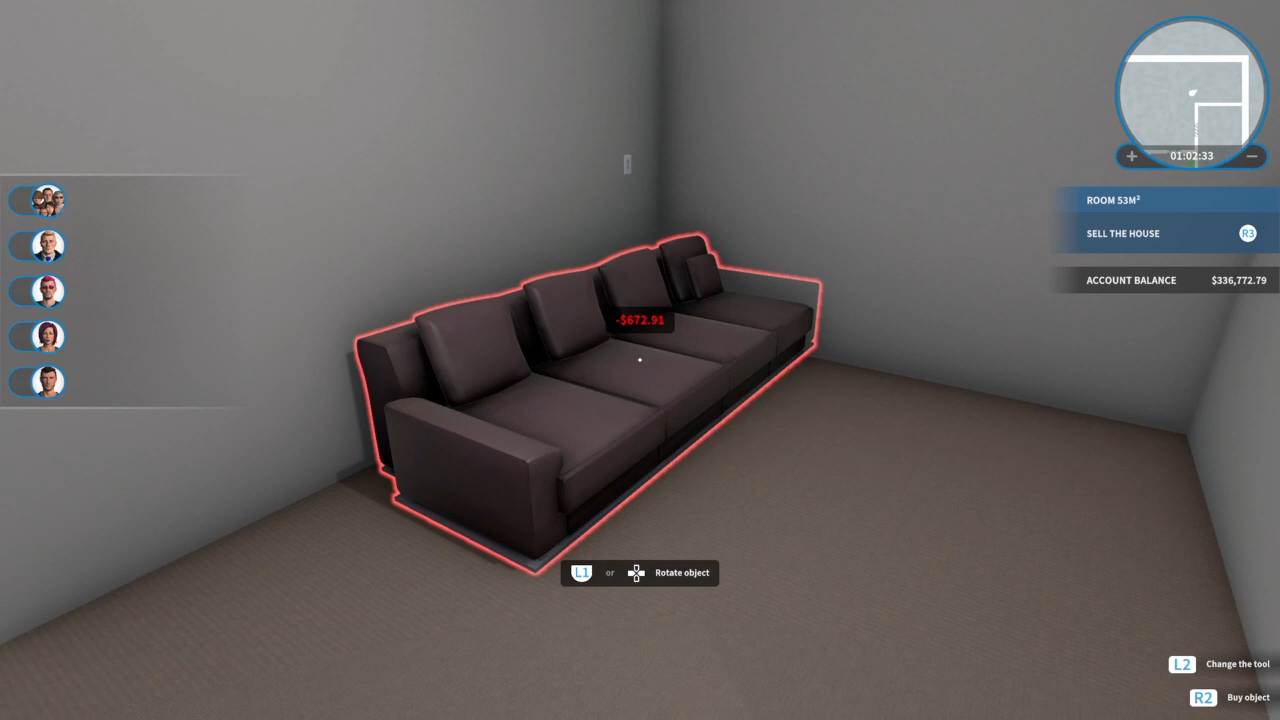 01:02:33
ROOM 53M²
SELL THE HOUSE R3
ACCOUNT BALANCE $336,772.79
-$672.91
L1 or Rotate object
L2 Change the tool
R2 Buy object